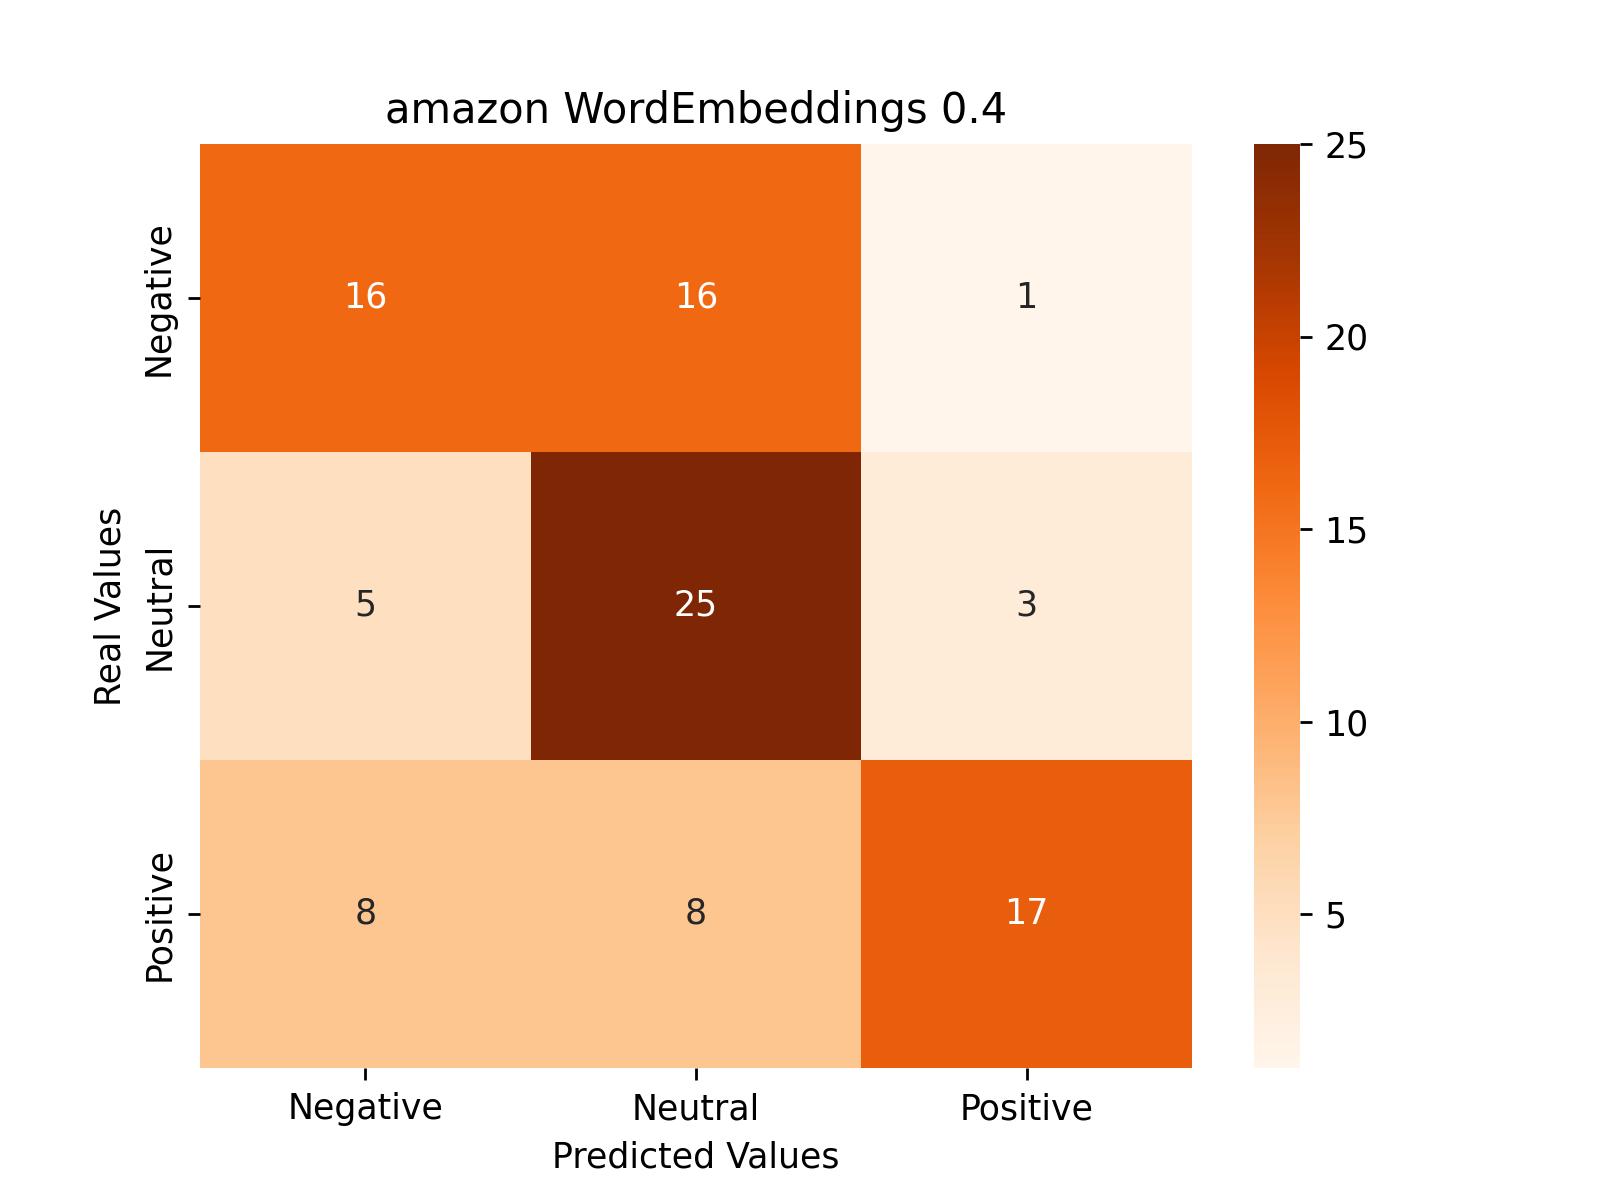 amazon WordEmbeddings 0.4
Real Values
Negative
16
16
1
Neutral
5
25
3
Positive
8
8
17
Negative
Neutral
Positive
Predicted Values
25
20
15
10
5